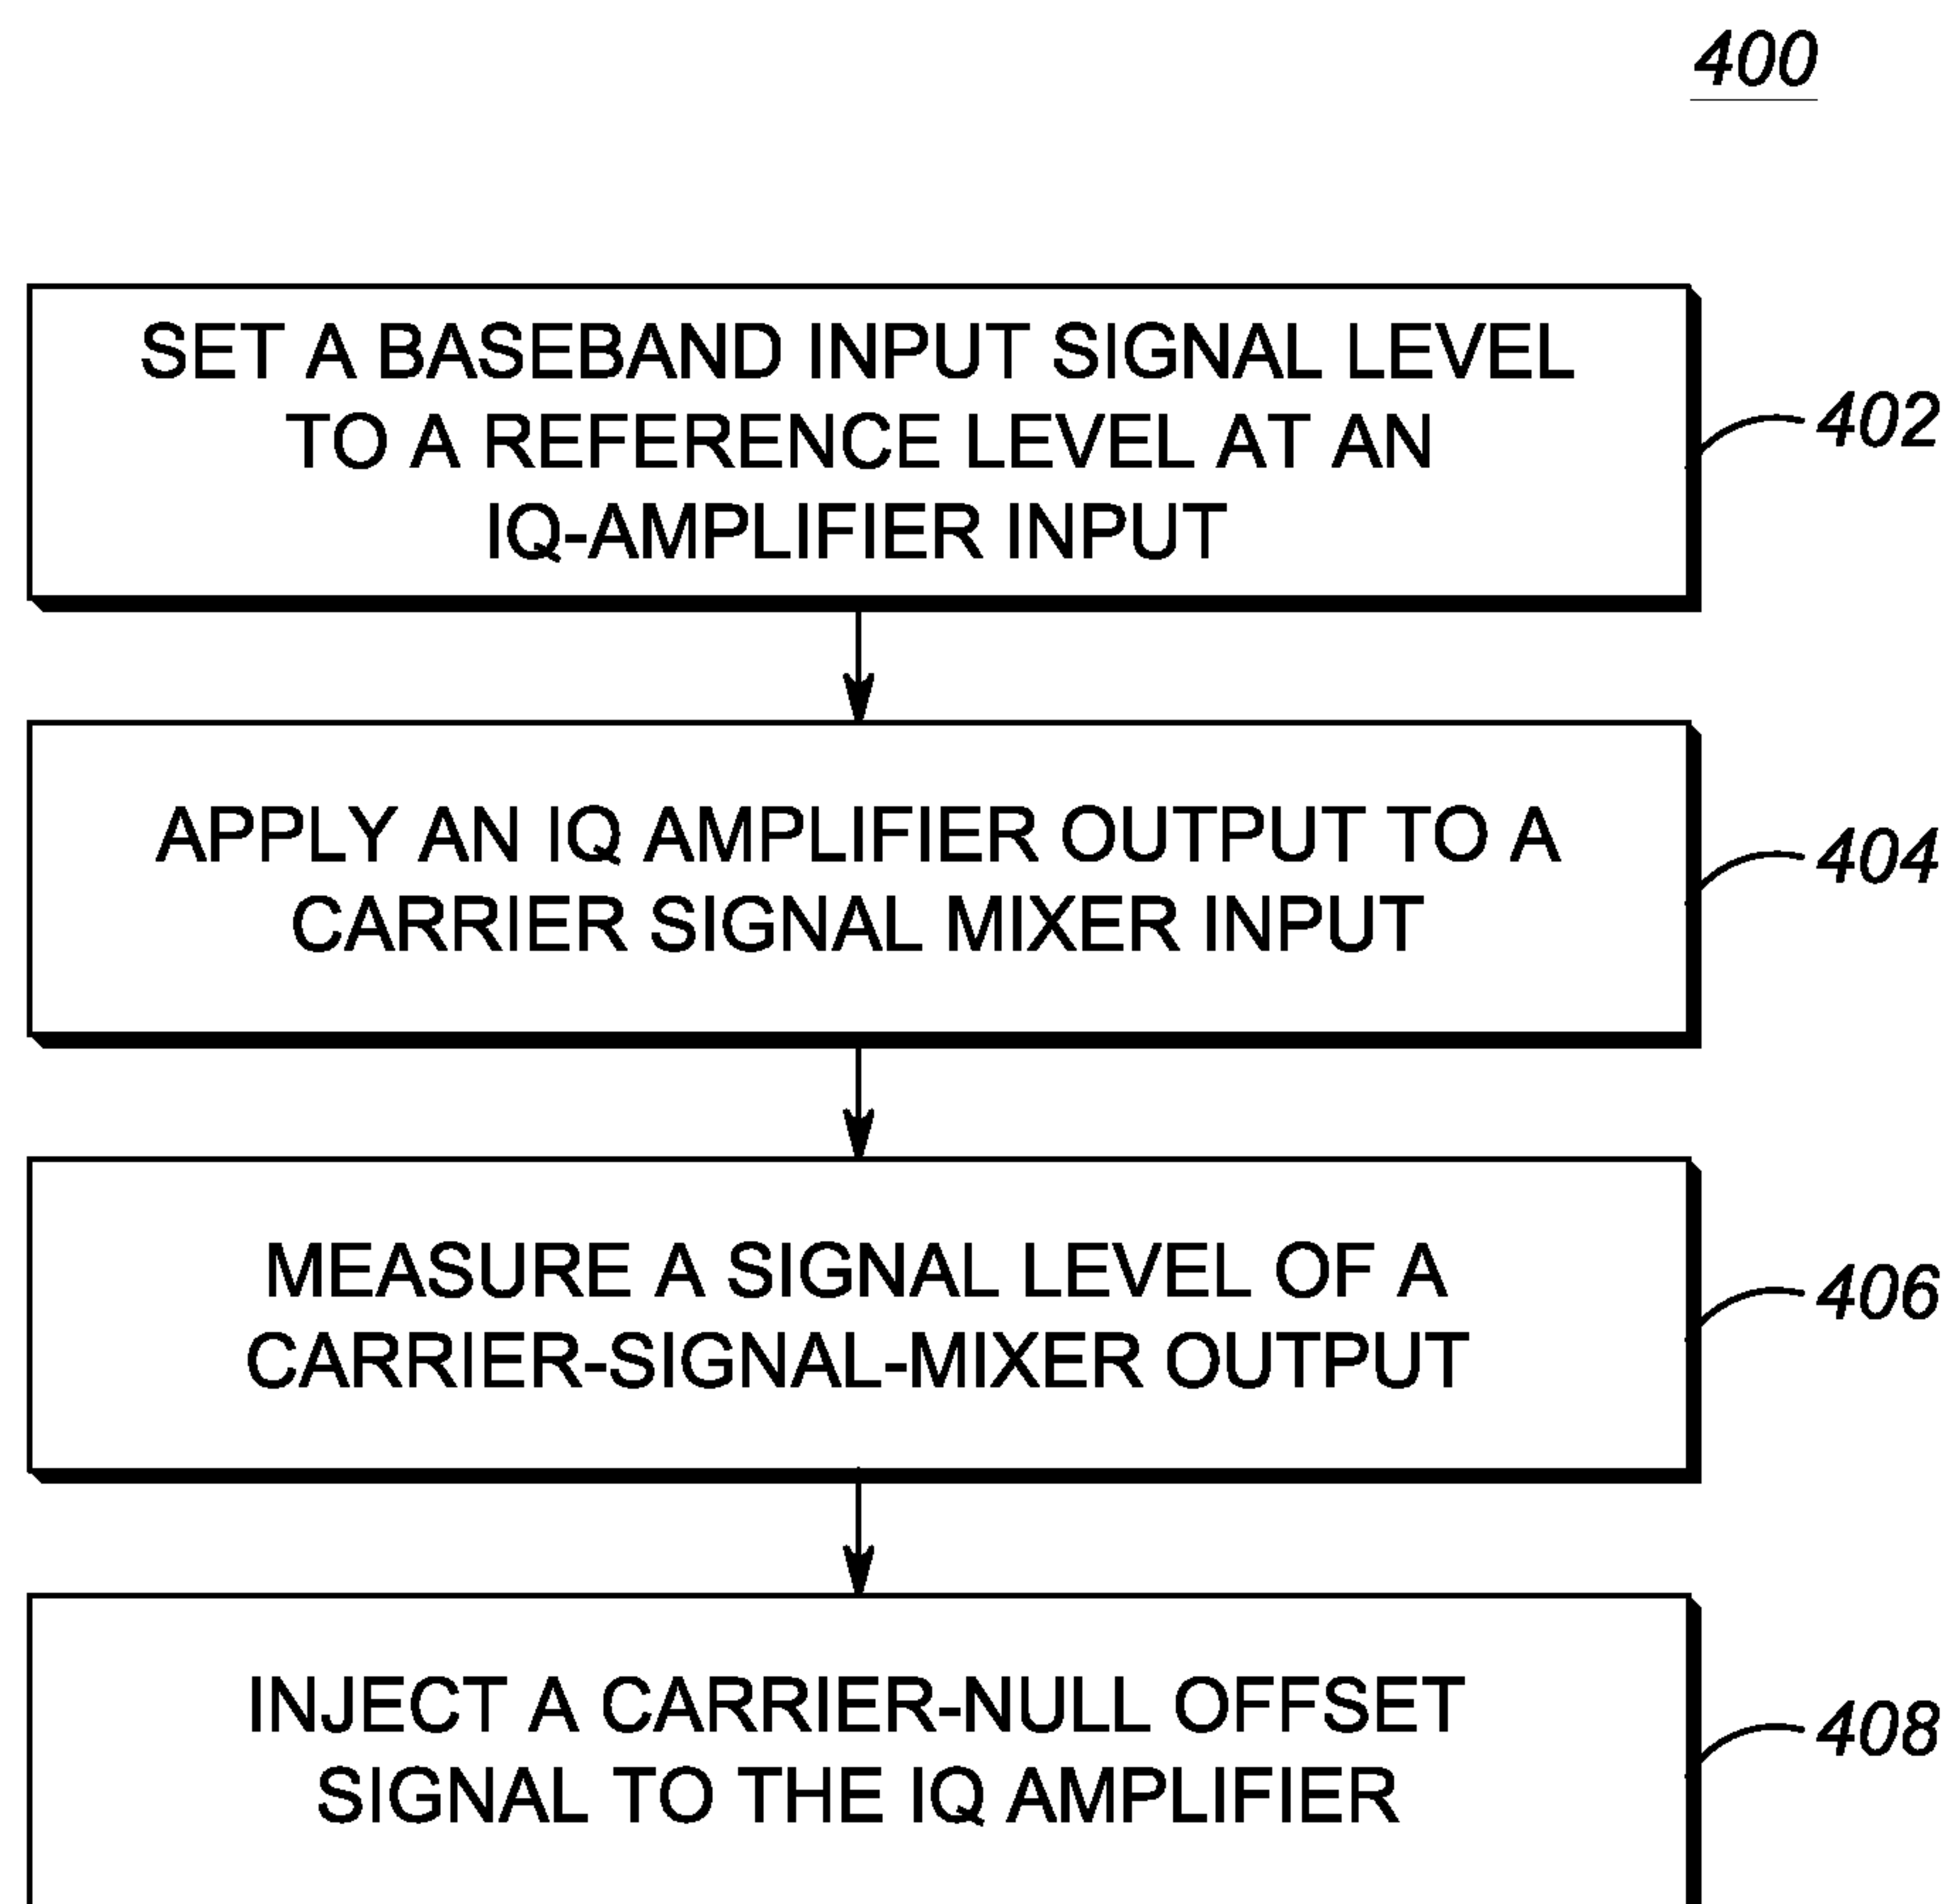 400
SET A BASEBAND INPUT SIGNAL LEVEL
TO A REFERENCE LEVEL AT AN
IQ-AMPLIFIER INPUT
402
APPLY AN IQ AMPLIFIER OUTPUT TO A
CARRIER SIGNAL MIXER INPUT
404
MEASURE A SIGNAL LEVEL OF A
CARRIER-SIGNAL-MIXER OUTPUT
406
INJECT A CARRIER-NULL OFFSET
SIGNAL TO THE IQ AMPLIFIER
408